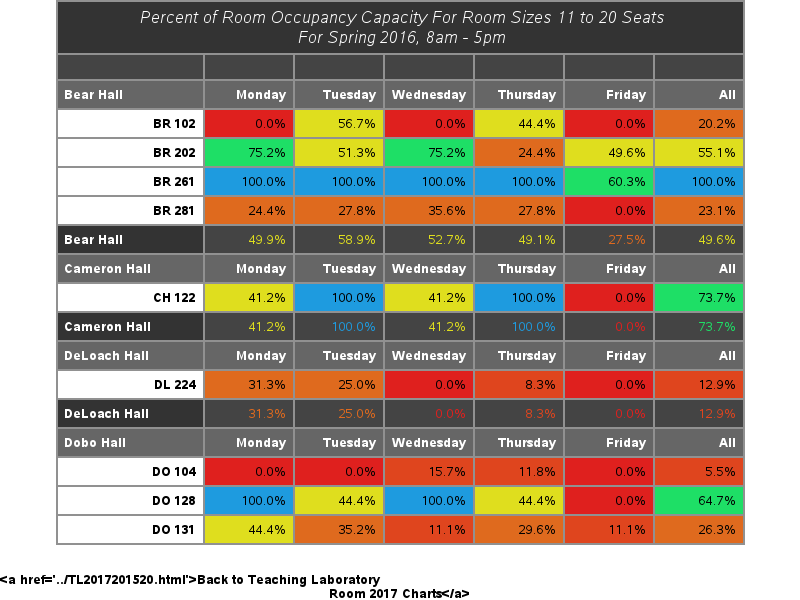 Percent of Room Occupancy Capacity For Room Sizes 11 to 20 Seats
For Spring 2016, 8am - 5pm
Bear Hall Monday Tuesday Wednesday Thursday Friday All
BR 102 0.0% 56.7% 0.0% 44.4% 0.0% 20.2%
BR 202 75.2% 51.3% 75.2% 24.4% 49.6% 55.1%
BR 261 100.0% 100.0% 100.0% 100.0% 60.3% 100.0%
BR 281 24.4% 27.8% 35.6% 27.8% 0.0% 23.1%
Bear Hall 49.9% 58.9% 52.7% 49.1% 27.5% 49.6%
Cameron Hall Monday Tuesday Wednesday Thursday Friday All
CH 122 41.2% 100.0% 41.2% 100.0% 0.0% 73.7%
Cameron Hall 41.2% 100.0% 41.2% 100.0% 0.0% 73.7%
DeLoach Hall Monday Tuesday Wednesday Thursday Friday All
DL 224 31.3% 25.0% 0.0% 8.3% 0.0% 12.9%
DeLoach Hall 31.3% 25.0% 0.0% 8.3% 0.0% 12.9%
Dobo Hall Monday Tuesday Wednesday Thursday Friday All
DO 104 0.0% 0.0% 15.7% 11.8% 0.0% 5.5%
DO 128 100.0% 44.4% 100.0% 44.4% 0.0% 64.7%
DO 131 44.4% 35.2% 11.1% 29.6% 11.1% 26.3%
<a href='../TL2017201520.html'>Back to Teaching Laboratory
Room 2017 Charts</a>